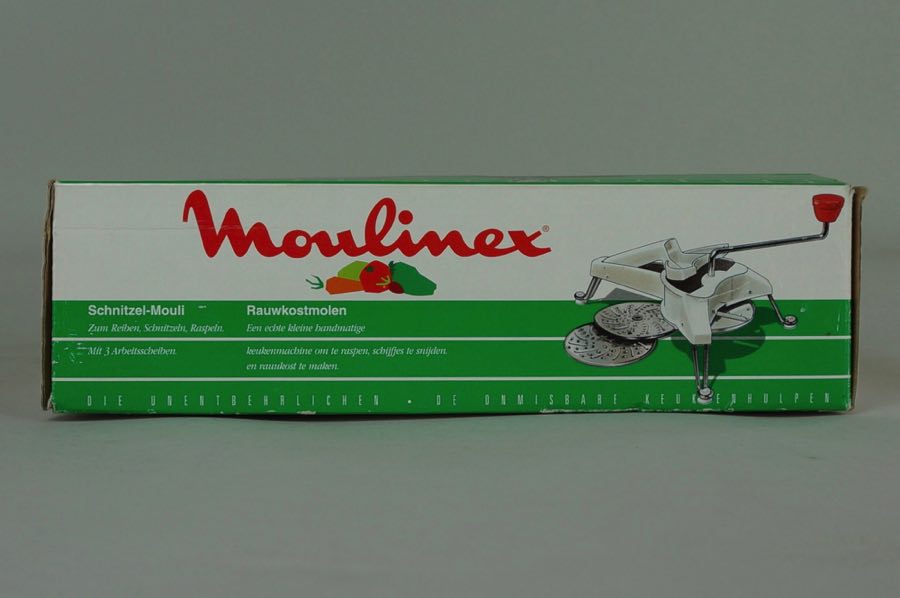 Moulinex®
Schnitzel-Mouli
Zum Reihen, Schnitzeln, Raspeln.
Mit 3 Arbeitsscheiben.
Rauwkostmolen
Een echte kleine handmatige
keukenmachine om te raspen, schijfjes te snijden.
en rauwkost te maken.
DIE UNENTBEHRLICHEN • DE ONMISBARE KEUKENHULPEN